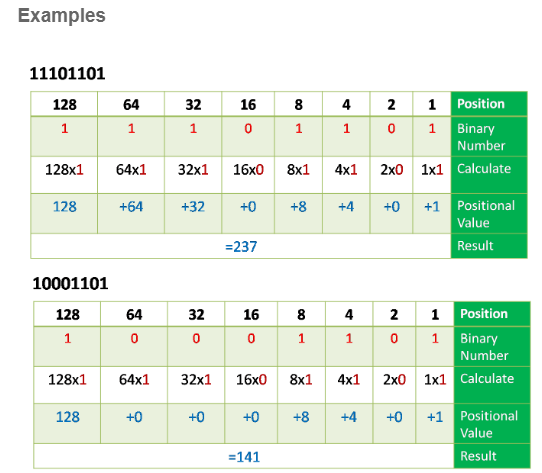 Examples
11101101
128 64 32 16 8 4 2 1 Position
1 1 1 0 1 1 0 1 Binary
Number
128x1 64x1 32x1 16x0 8x1 4x1 2x0 1x1 Calculate
128 +64 +32 +0 +8 +4 +0 +1 Positional
Value
=237 Result
10001101
128 64 32 16 8 4 2 1 Position
1 0 0 0 1 1 0 1 Binary
Number
128x1 64x1 32x1 16x0 8x1 4x1 2x0 1x1 Calculate
128 +0 +0 +0 +8 +4 +0 +1 Positional
Value
=141 Result